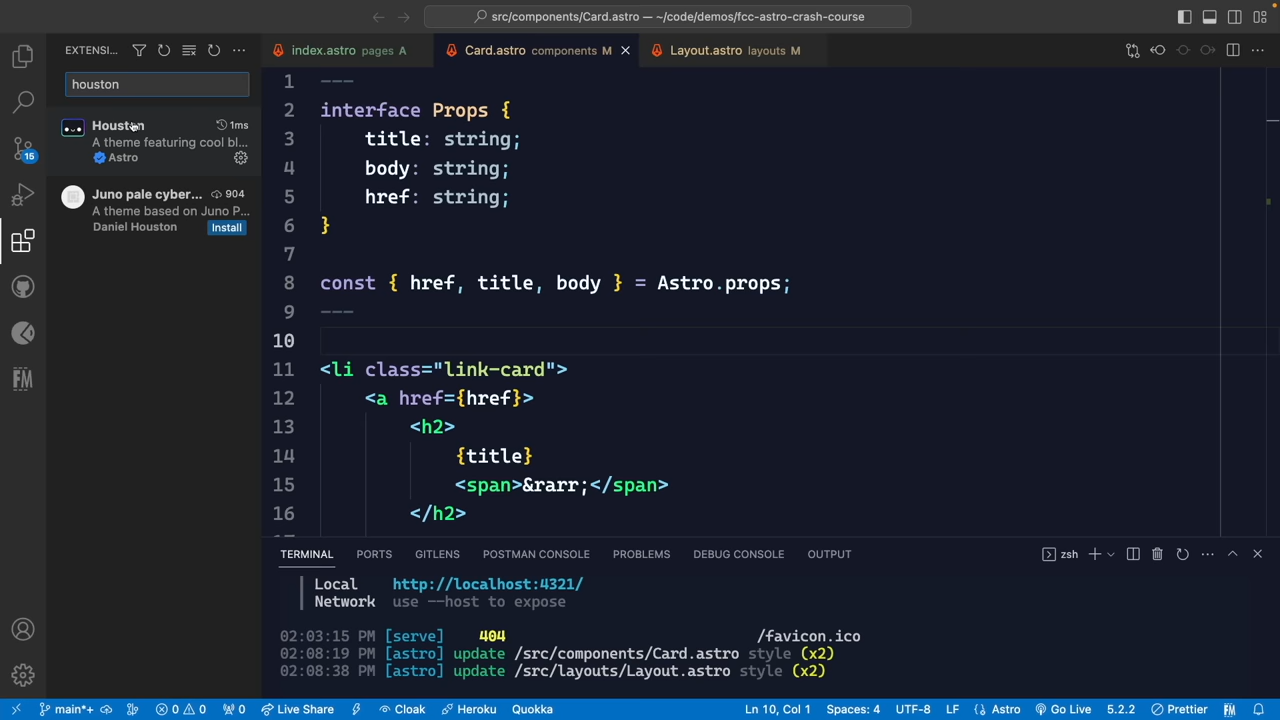 src/components/Card.astro — ~/code/demos/fcc-astro-crash-course
EXTENSI...
index.astro pages A
Card.astro components M
Layout.astro layouts M
houston
Houston 1ms
A theme featuring cool bl...
Astro
Juno pale cyber... 904
A theme based on Juno P...
Daniel Houston Install
15
FM
1 ---
2 interface Props {
3 title: string;
4 body: string;
5 href: string;
6 }
7
8 const { href, title, body } = Astro.props;
9 ---
10
11 <li class="link-card">
12 <a href={href}>
13 <h2>
14 {title}
15 <span>&rarr;</span>
16 </h2>
TERMINAL PORTS GITLENS POSTMAN CONSOLE PROBLEMS DEBUG CONSOLE OUTPUT zsh
Local http://localhost:4321/
Network use --host to expose
02:03:15 PM [serve] 404 /favicon.ico
02:08:19 PM [astro] update /src/components/Card.astro style (x2)
02:08:38 PM [astro] update /src/layouts/Layout.astro style (x2)
main*+ 0 0 0 Live Share Cloak Heroku Quokka Ln 10, Col 1 Spaces: 4 UTF-8 LF Astro Go Live 5.2.2 Prettier FM